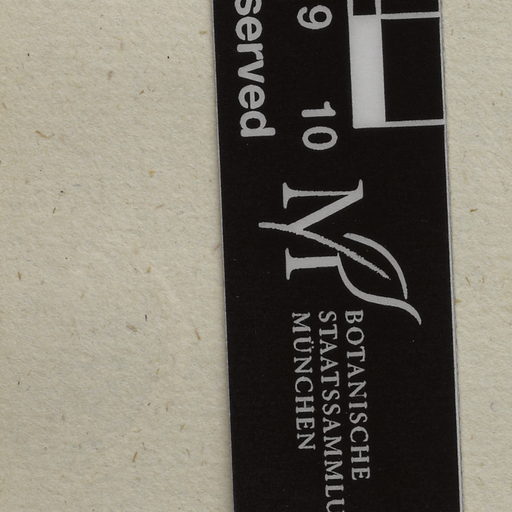 served
9 10
M
BOTANISCHE
STAATSSAMMLU
MÜNCHEN